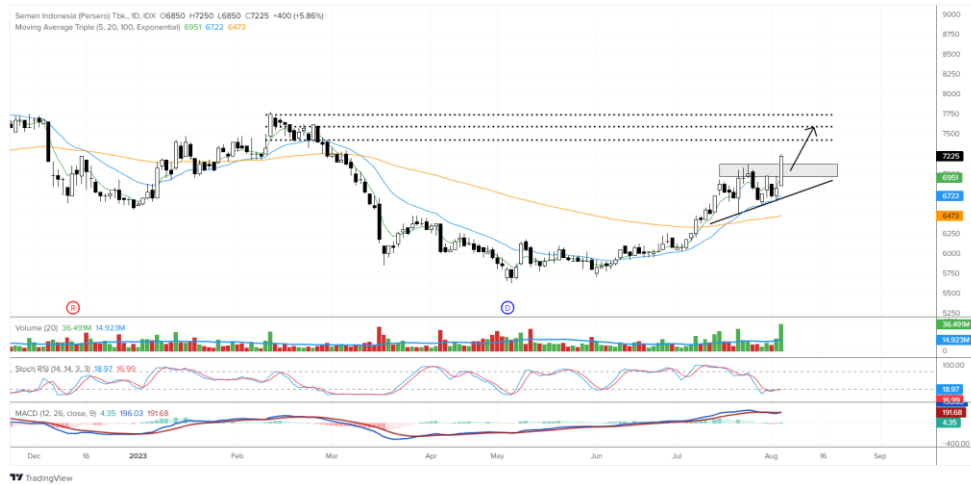 Semen Indonesia (Persero) Tbk., 1D, IDX O6850 H7250 L6850 C7225 +400 (+5.86%)
Moving Average Triple (5, 20, 100, Exponential) 6951 6722 6473
9000
8750
8500
8250
8000
7750
7500
7225
6951
6722
6473
6250
6000
5750
5500
R
D
Volume (20) 36.491M 14.923M
36.491M
14.923M
0
Stoch RSI (14, 14, 3, 3) 18.97 16.99
100.00
18.97
16.99
MACD (12, 26, close, 9) 4.35 196.03 191.68
191.68
4.35
-400.00
Dec 16 2023 Feb Mar Apr May Jun Jul Aug 16 Sep
TradingView